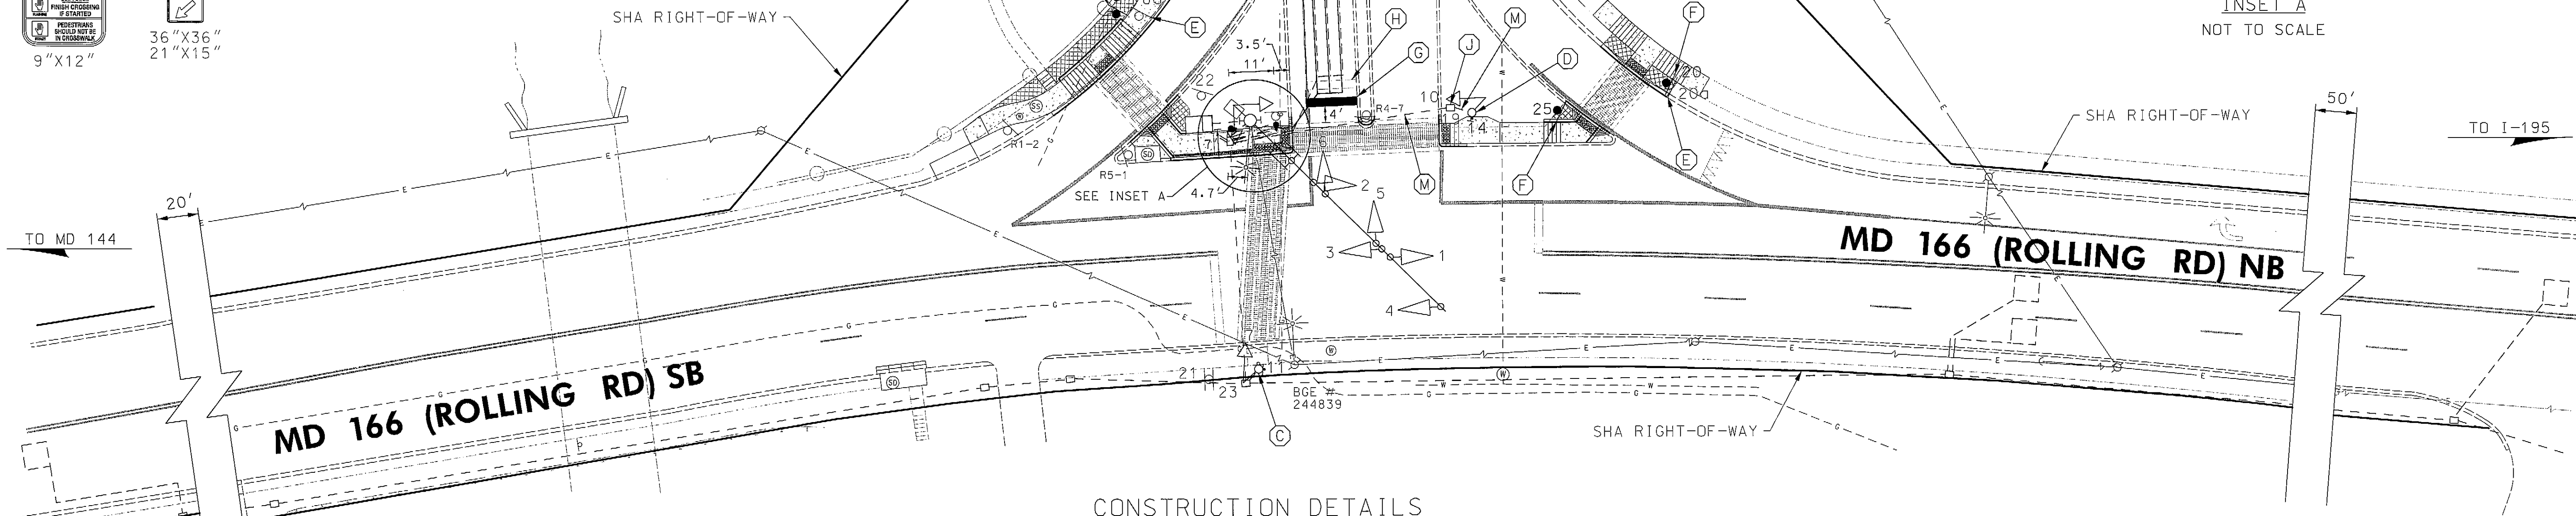 FINISH CROSSING
IF STARTED
PEDESTRIANS
SHOULD NOT BE
IN CROSSWALK
9"X12"
36"X36"
21"X15"
SHA RIGHT-OF-WAY
E
3.5'
11'
22
H
G
J
M
D
F
INSET A
NOT TO SCALE
SS
R1-2
G
R5-1
SD
7
SEE INSET A
4.7'
4'
R4-7
10
14
M
25
F
20
20a
E
SHA RIGHT-OF-WAY
50'
TO I-195
20'
TO MD 144
6
2
5
3
1
4
MD 166 (ROLLING RD) NB
MD 166 (ROLLING RD) SB
SD
21
23
11
C
W
BGE #
244839
SHA RIGHT-OF-WAY
CONSTRUCTION DETAILS